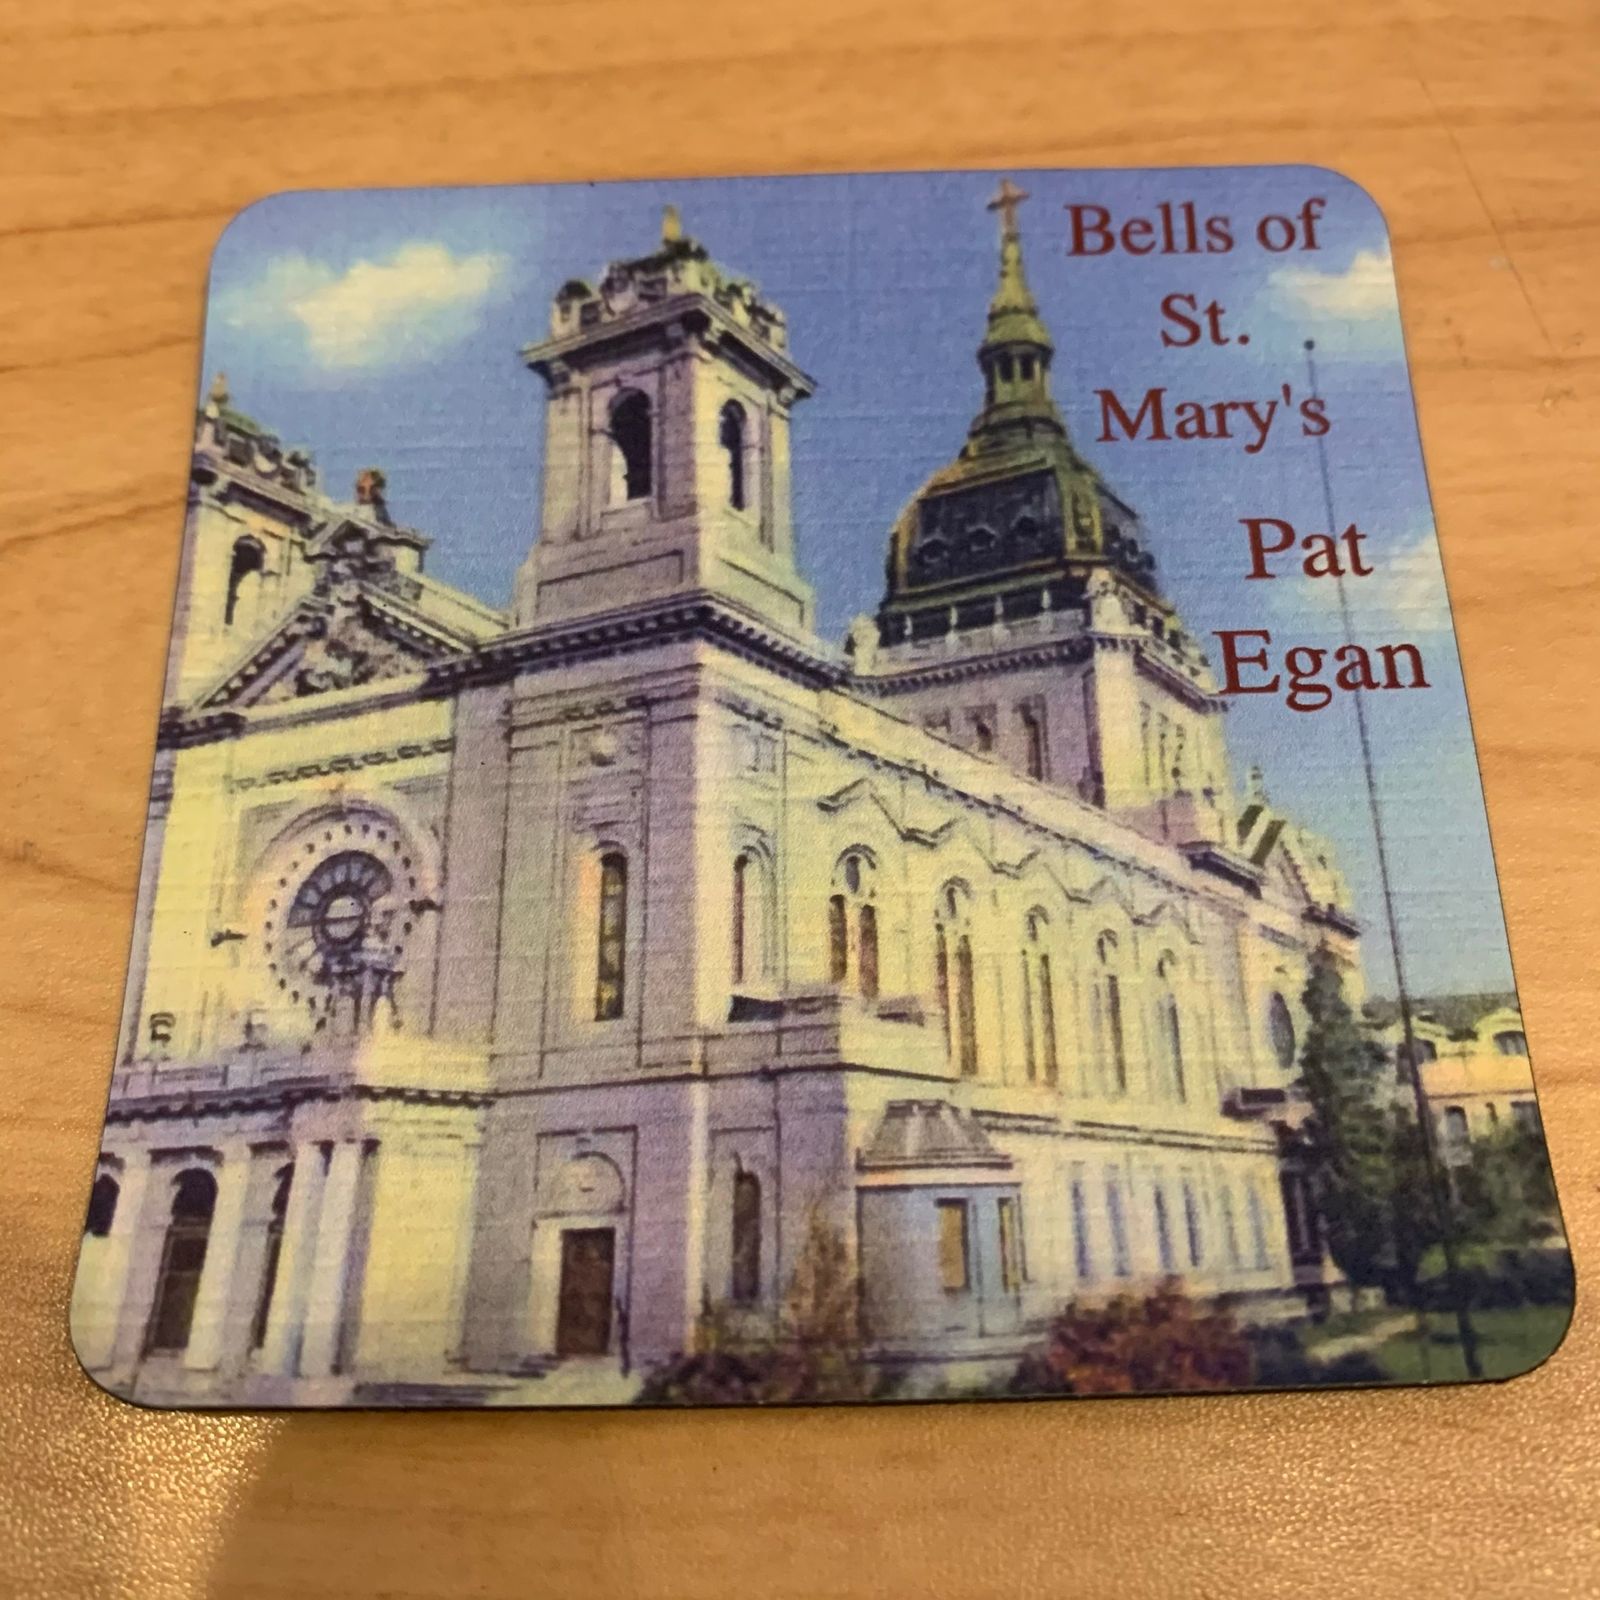 Bells of
St.
Mary's
Pat
Egan